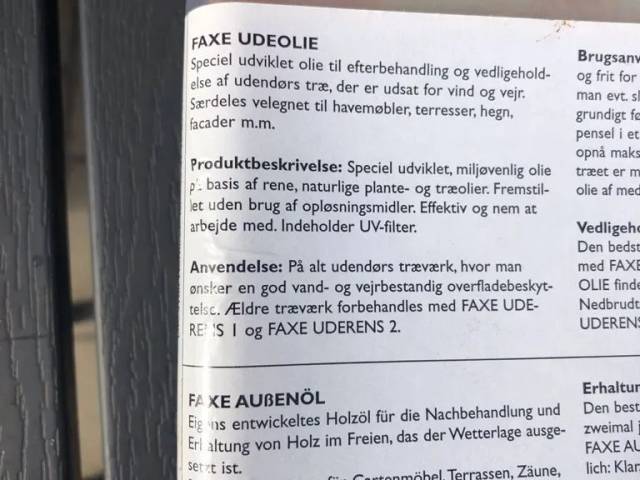 FAXE UDEOLIE
Speciel udviklet olie til efterbehandling og vedligehold-
else af udendørs træ, der er udsat for vind og vejr.
Særdeles velegnet til havemøbler, terresser, hegn,
facader m.m.
Produktbeskrivelse: Speciel udviklet, miljøvenlig olie
på basis af rene, naturlige plante- og træolier. Fremstil-
let uden brug af opløsningsmidler. Effektiv og nem at
arbejde med. Indeholder UV-filter.
Anvendelse: På alt udendørs træværk, hvor man
ønsker en god vand- og vejrbestandig overfladebeskyt-
telse. Ældre træværk forbehandles med FAXE UDE-
RENS 1 og FAXE UDERENS 2.
FAXE AUßENÖL
Eigens entwickeltes Holzöl für die Nachbehandlung und
Erhaltung von Holz im Freien, das der Wetterlage ausge-
setzt ist.
für Gartenmöbel, Terrassen, Zäune,
Brugsanv
og frit for
man evt. sl
grundigt fø
pensel i et
opnå maks
træet er m
olie af med
Vedligeho
Den bedst
med FAXE
OLIE finde
Nedbrudt
UDERENS
Erhaltur
Den best
zweimal j
FAXE AU
lich: Klar